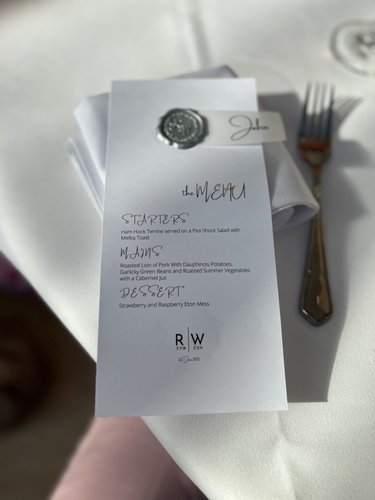 John
the MENU
STARTERS
Ham Hock Terrine served on a Pea Shoot Salad with
Melba Toast
MAINS
Roasted Loin of Pork With Dauphinois Potatoes,
Garlicky Green Beans and Roasted Summer Vegetables
with a Cabernet Jus
DESSERT
Strawberry and Raspberry Eton Mess
R|W